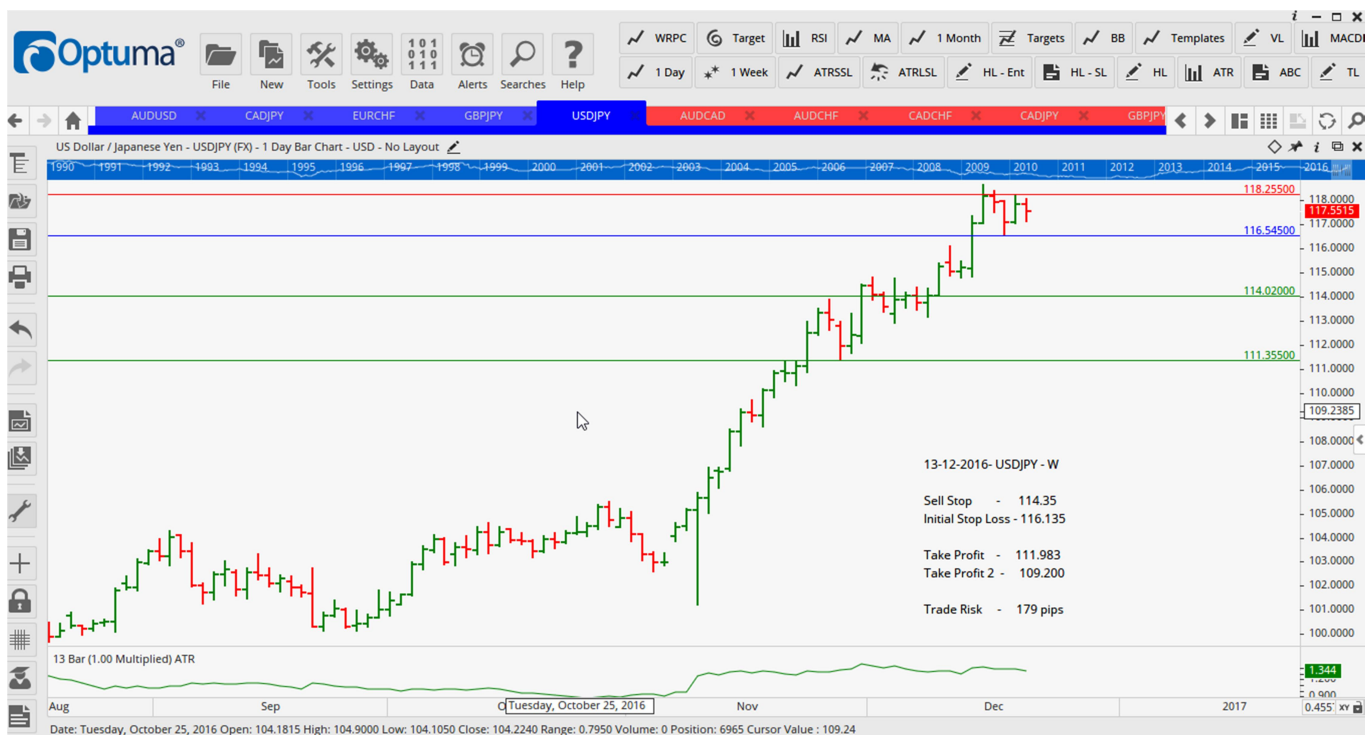 Optuma®
File New Tools Settings Data Alerts Searches Help
WRPC Target RSI MA 1 Month Targets BB Templates VL MACDI
1 Day 1 Week ATRSSL ATRLSL HL - Ent HL - SL HL ATR ABC TL
AUDUSD CADJPY EURCHF GBPJPY USDJPY AUDCAD AUDCHF CADCHF CADJPY GBPJPY
US Dollar / Japanese Yen - USDJPY (FX) - 1 Day Bar Chart - USD - No Layout
1990 1991 1992 1993 1994 1995 1996 1997 1998 1999 2000 2001 2002 2003 2004 2005 2006 2007 2008 2009 2010 2011 2012 2013 2014 2015 2016
118.25500
118.0000
117.5515
117.0000
116.54500
116.0000
115.0000
114.02000
114.0000
113.0000
112.0000
111.35500
111.0000
110.0000
109.2385
108.0000
107.0000
106.0000
105.0000
104.0000
103.0000
102.0000
101.0000
100.0000
13-12-2016- USDJPY - W
Sell Stop - 114.35
Initial Stop Loss - 116.135
Take Profit - 111.983
Take Profit 2 - 109.200
Trade Risk - 179 pips
13 Bar (1.00 Multiplied) ATR
1.344
0.900
Aug Sep Tuesday, October 25, 2016 Nov Dec 2017 0.455 XY
Date: Tuesday, October 25, 2016 Open: 104.1815 High: 104.9000 Low: 104.1050 Close: 104.2240 Range: 0.7950 Volume: 0 Position: 6965 Cursor Value : 109.24